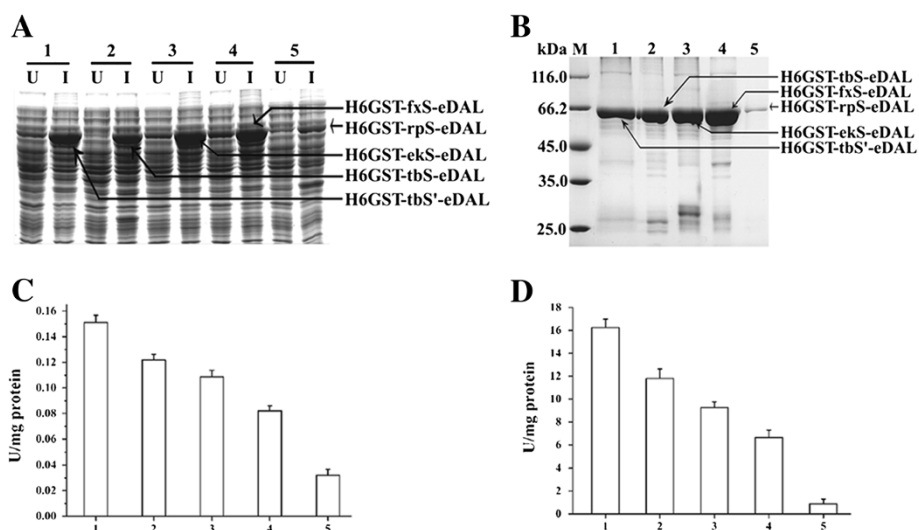 A
1 2 3 4 5
U I U I U I U I U I
H6GST-fxS-eDAL
H6GST-rpS-eDAL
H6GST-ekS-eDAL
H6GST-tbS-eDAL
H6GST-tbS'-eDAL
B
kDa M 1 2 3 4 5
116.0
66.2
45.0
35.0
25.0
H6GST-tbS-eDAL
H6GST-fxS-eDAL
H6GST-rpS-eDAL
H6GST-ekS-eDAL
H6GST-tbS'-eDAL
C
U/mg protein
0.16
0.14
0.12
0.10
0.08
0.06
0.04
0.02
0.00
1 2 3 4 5
D
U/mg protein
18
16
14
12
10
8
6
4
2
0
1 2 3 4 5